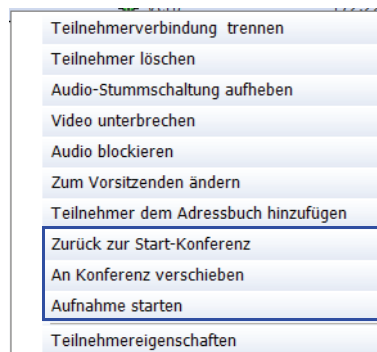 Teilnehmerverbindung trennen
Teilnehmer löschen
Audio-Stummschaltung aufheben
Video unterbrechen
Audio blockieren
Zum Vorsitzenden ändern
Teilnehmer dem Adressbuch hinzufügen
Zurück zur Start-Konferenz
An Konferenz verschieben
Aufnahme starten
Teilnehmereigenschaften